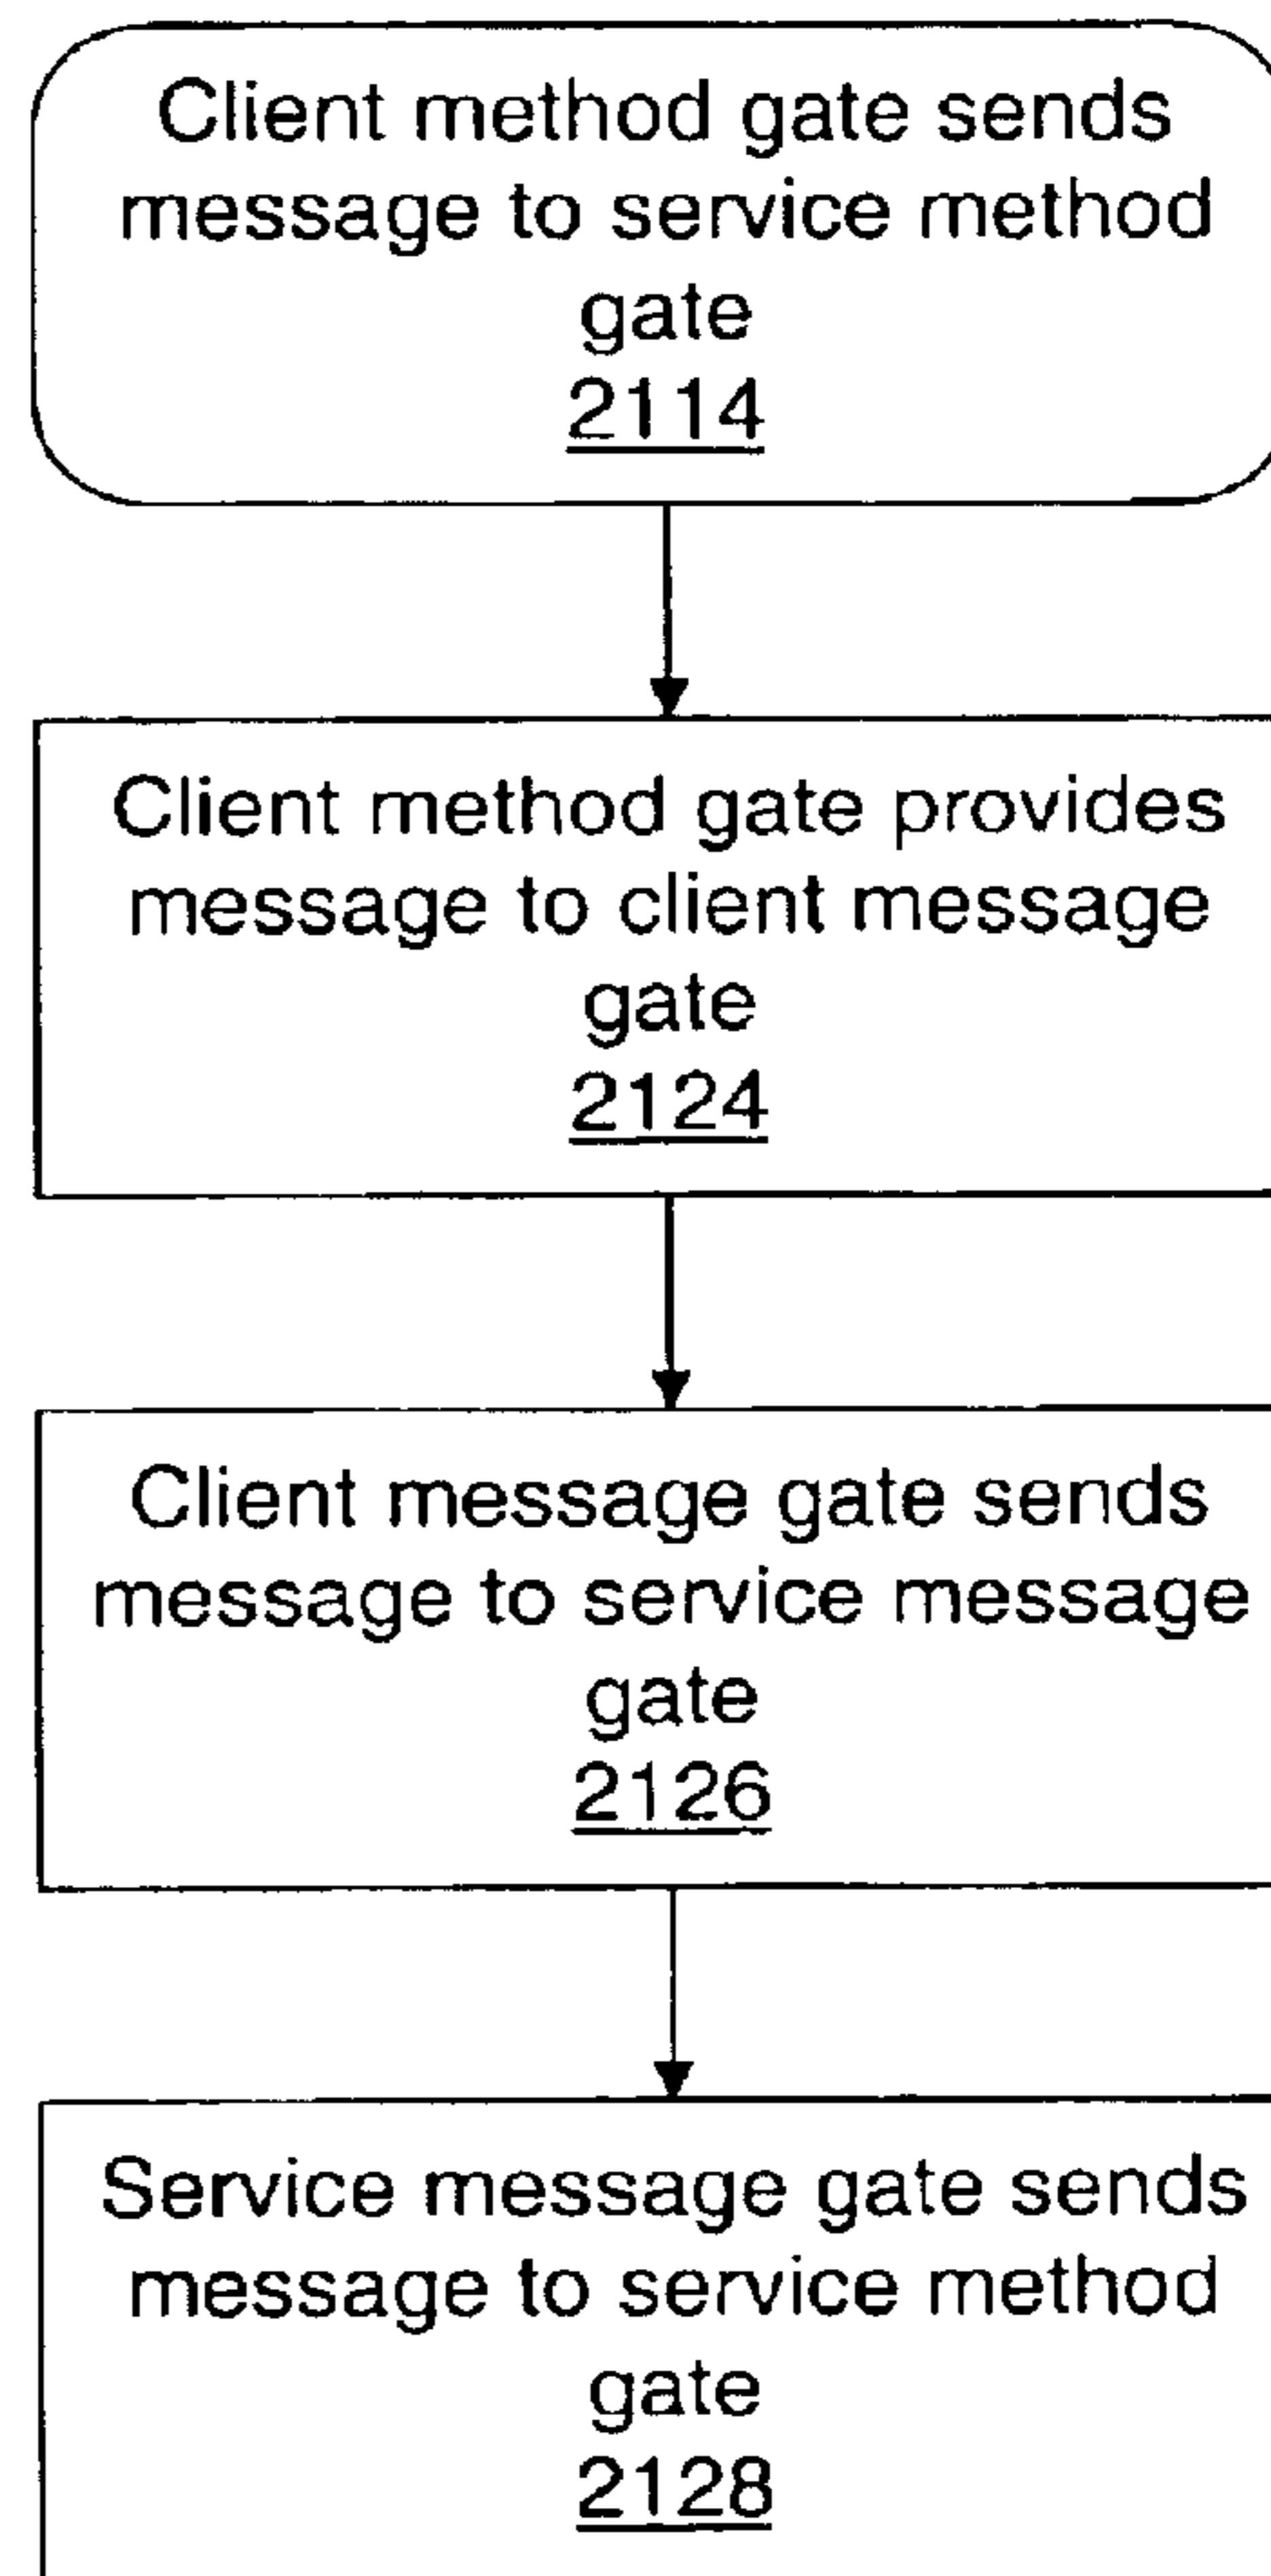 Client method gate sends
message to service method
gate
2114
Client method gate provides
message to client message
gate
2124
Client message gate sends
message to service message
gate
2126
Service message gate sends
message to service method
gate
2128